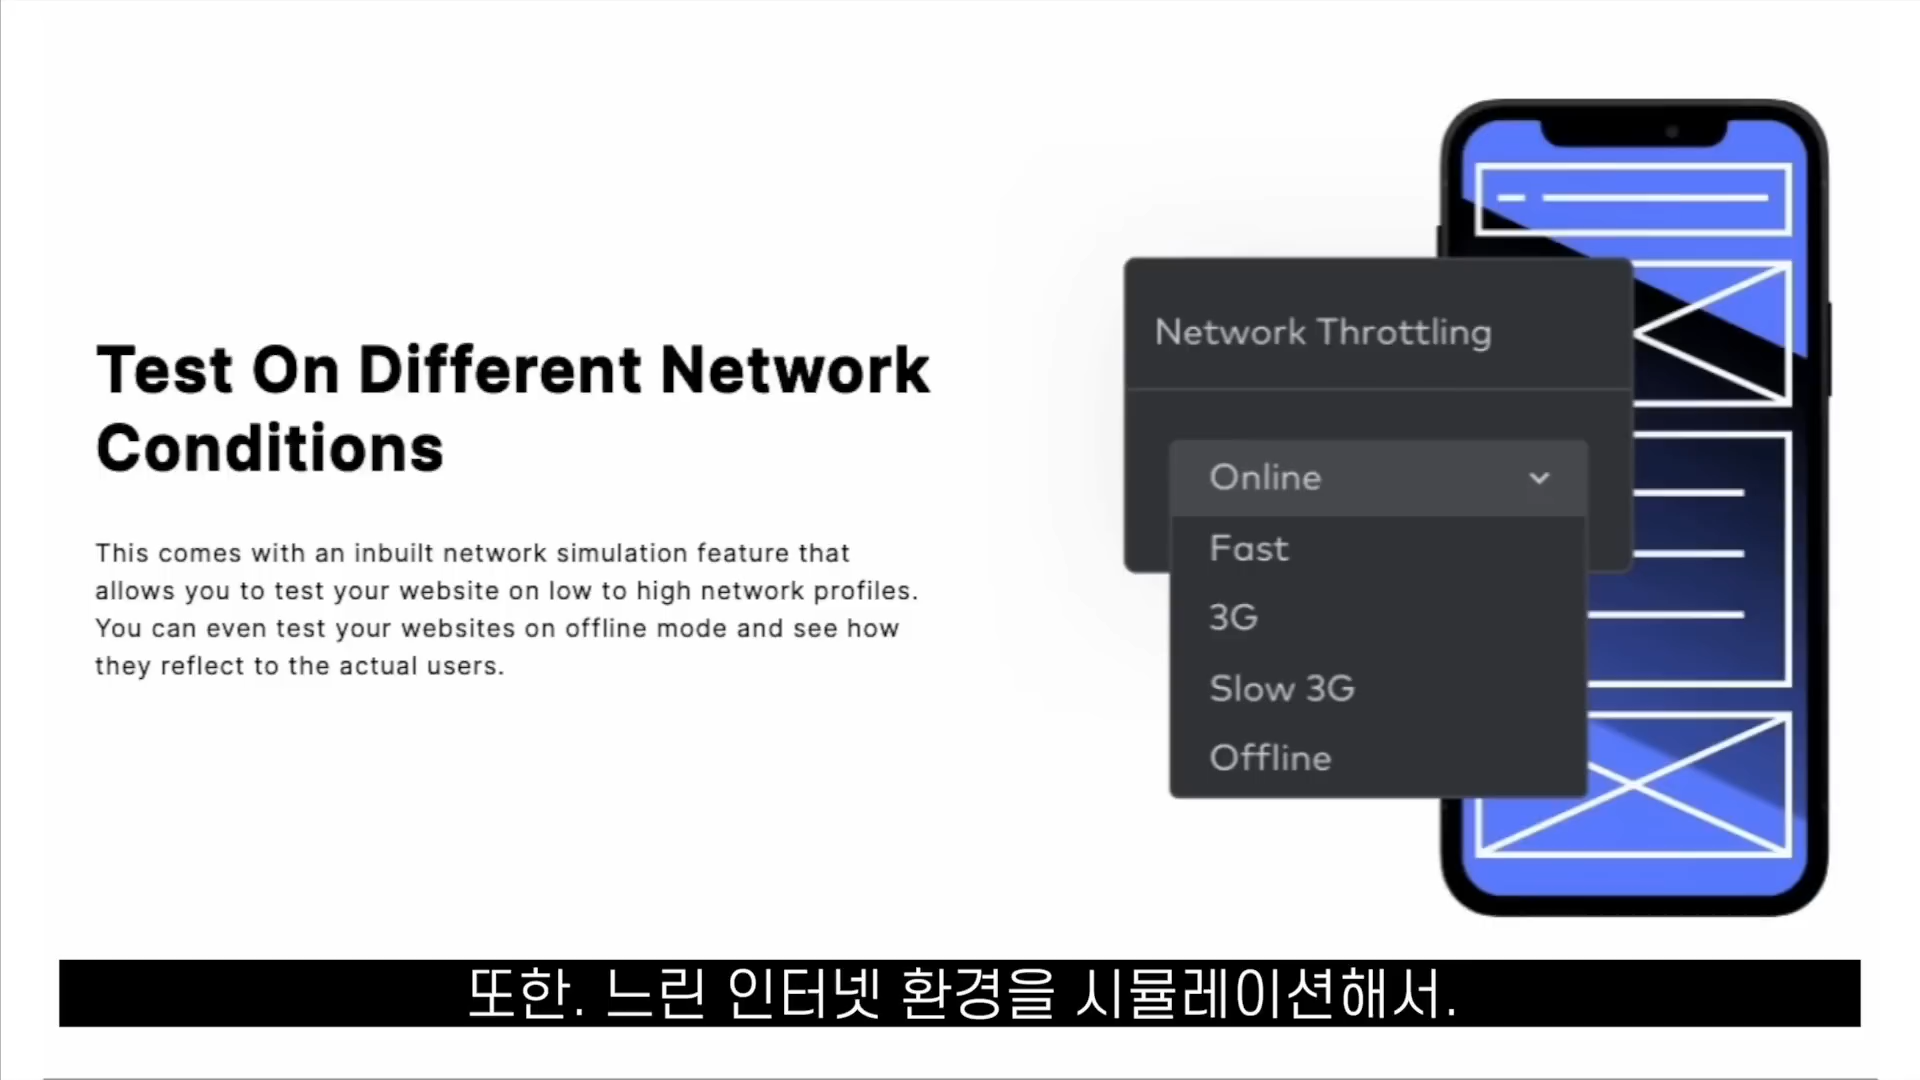 Test On Different Network
Conditions
This comes with an inbuilt network simulation feature that
allows you to test your website on low to high network profiles.
You can even test your websites on offline mode and see how
they reflect to the actual users.
Network Throttling
Online
Fast
3G
Slow 3G
Offline
또한. 느린 인터넷 환경을 시뮬레이션해서.